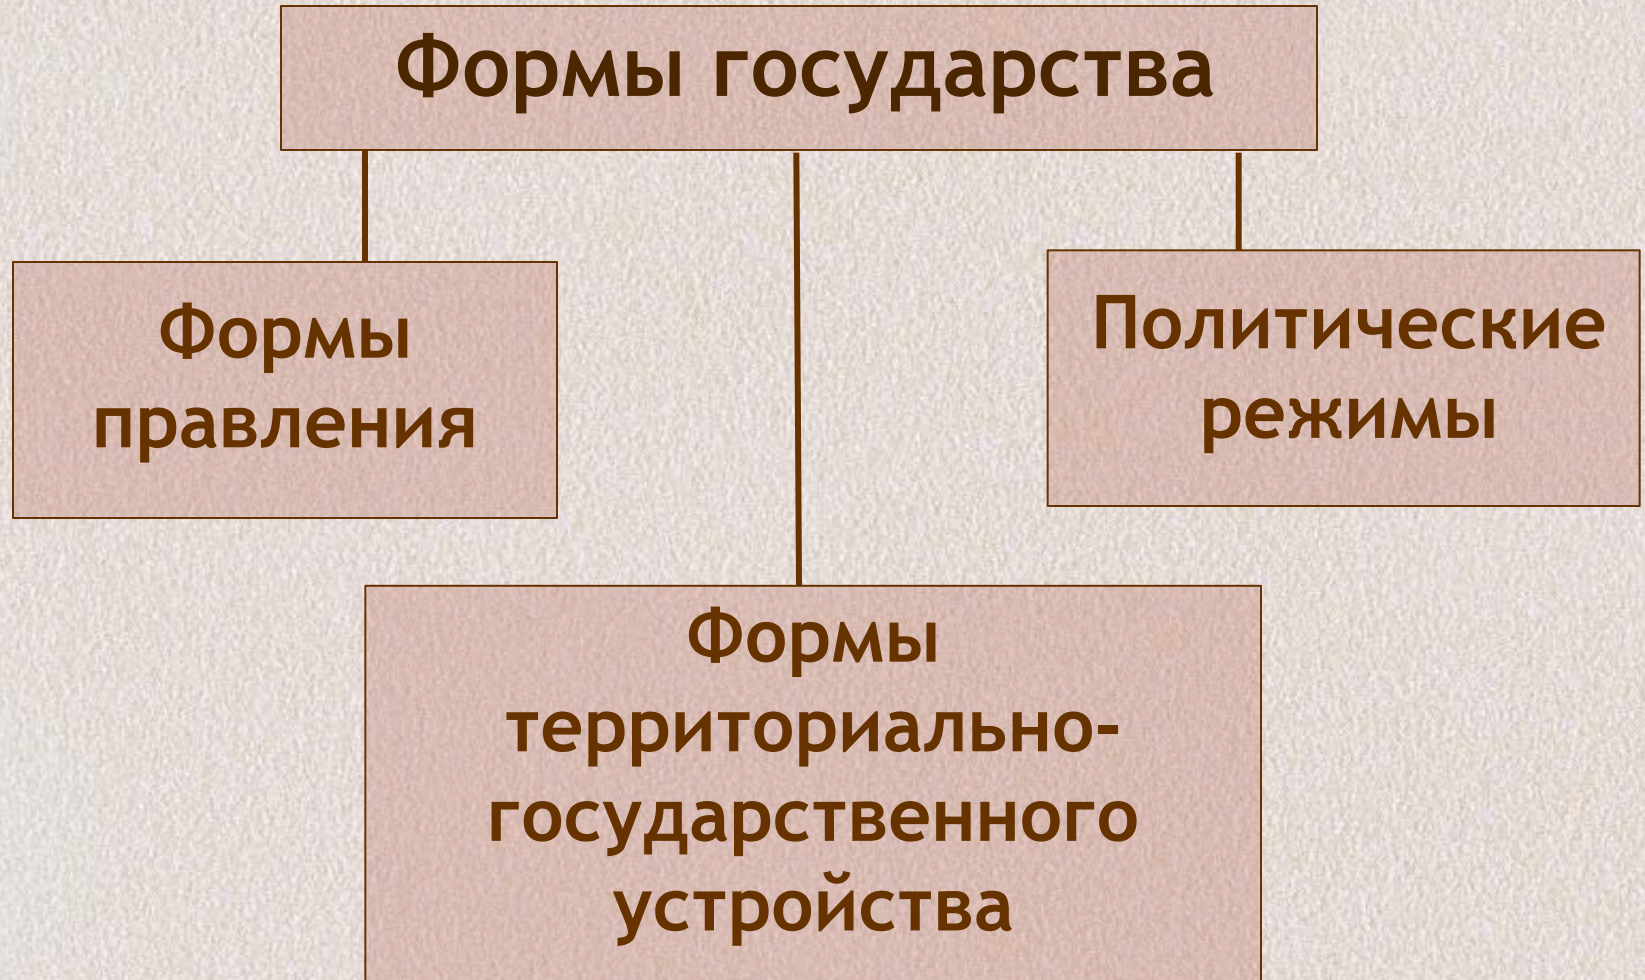 Формы государства
Формы
правления
Политические
режимы
Формы
территориально-
государственного
устройства